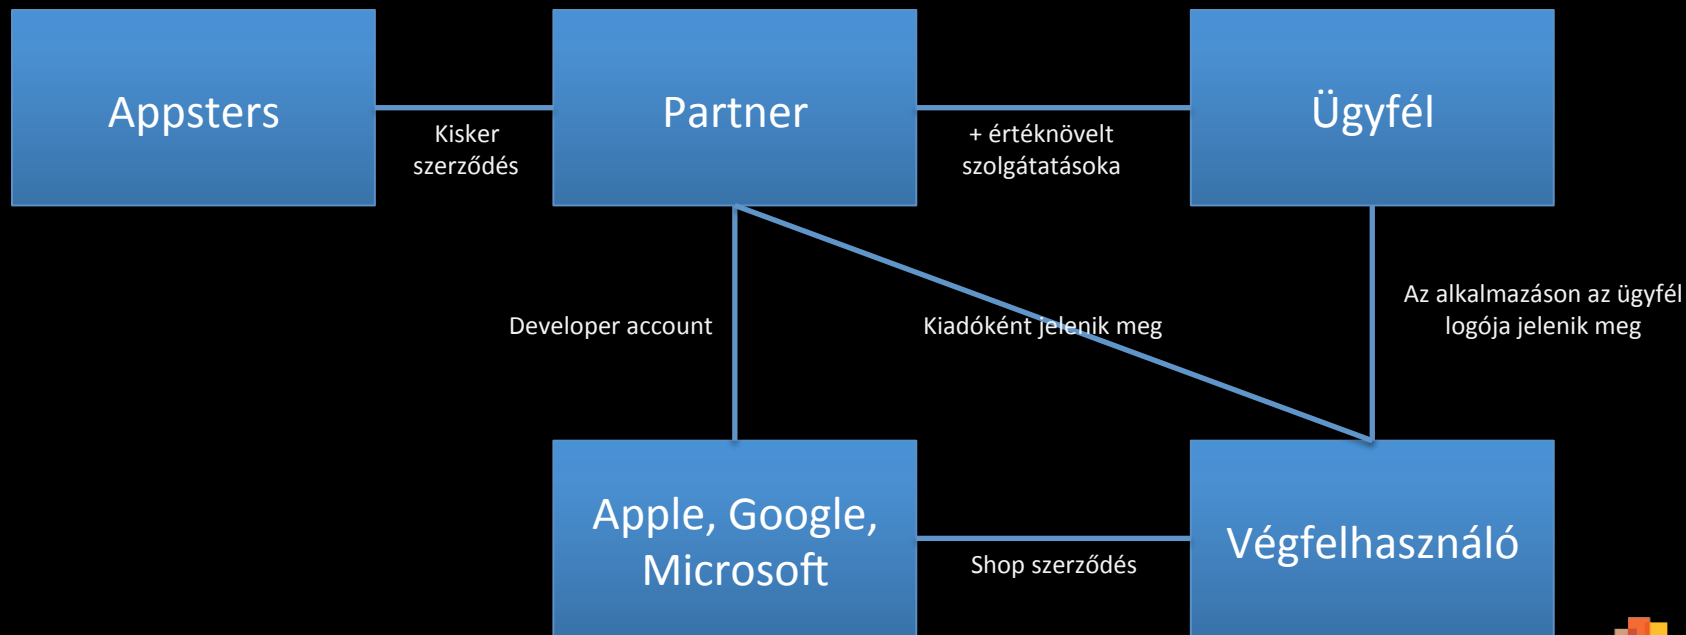 Appsters
Partner
Ügyfél
Kisker
szerződés
+ értéknövelt
szolgátatásoka
Developer account
Kiadóként jelenik meg
Az alkalmazáson az ügyfél
logója jelenik meg
Apple, Google,
Microsoft
Shop szerződés
Végfelhasználó